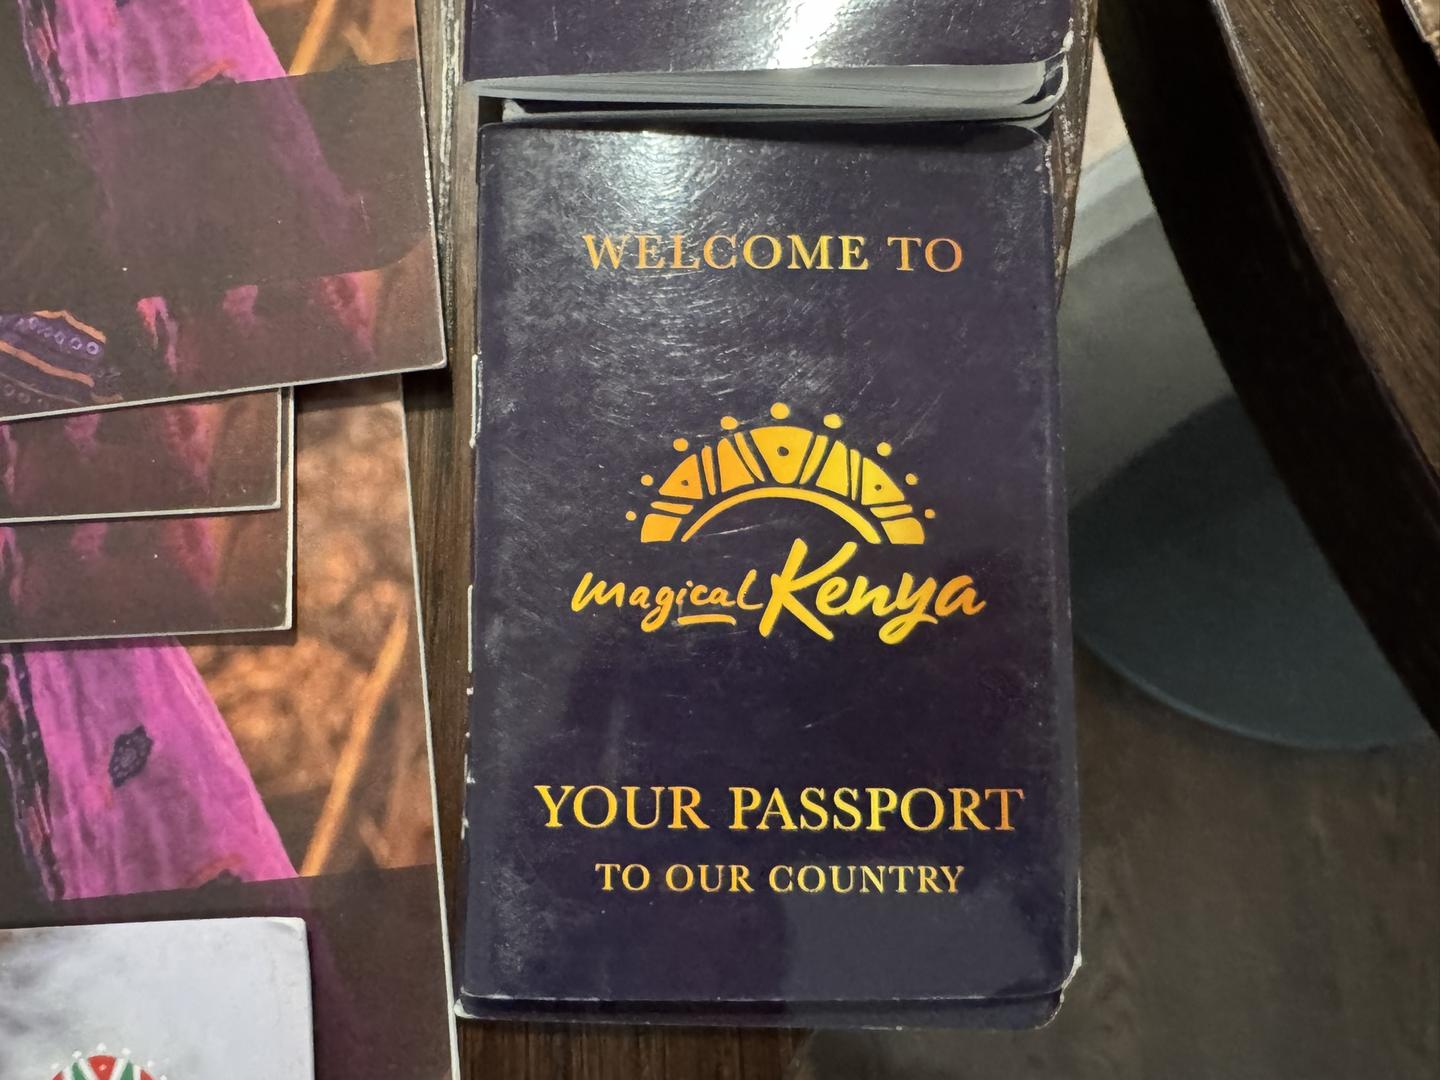 WELCOME TO
magical Kenya
YOUR PASSPORT
TO OUR COUNTRY